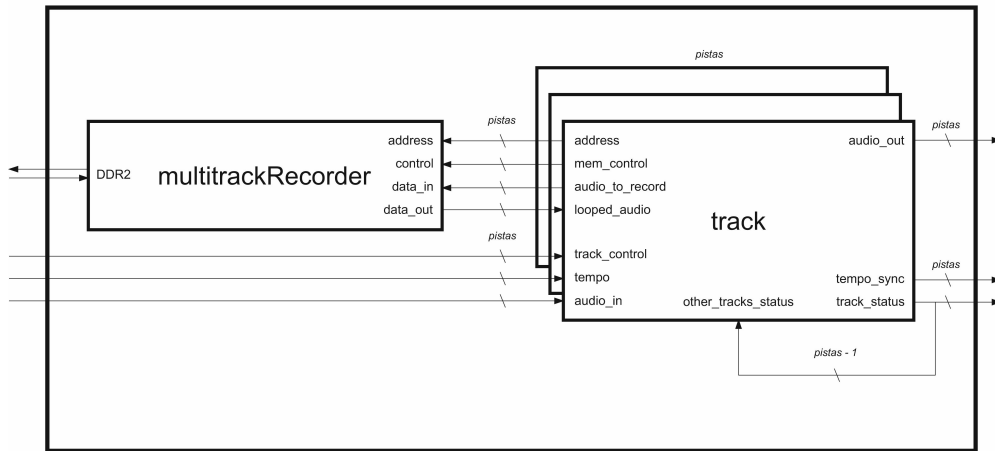 pistas
pistas
address
control
data_in
data_out
DDR2
multitrackRecorder
pistas
address
mem_control
audio_to_record
looped_audio
track_control
tempo
audio_in
track
audio_out
tempo_sync
track_status
other_tracks_status
pistas
pistas
pistas - 1